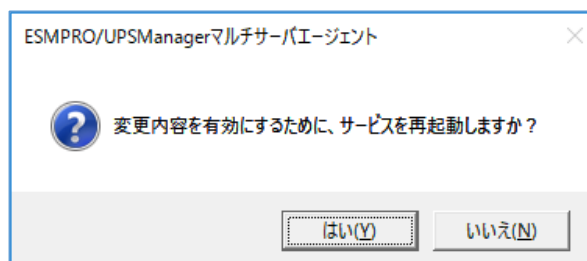 ESMPRO/UPSManagerマルチサーバエージェント
変更内容を有効にするために、サービスを再起動しますか？
はい(Y)
いいえ(N)